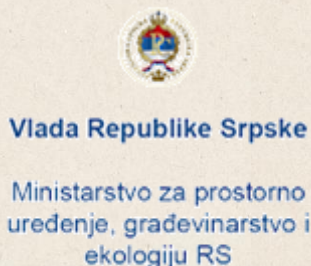 Vlada Republike Srpske
Ministarstvo za prostorno
uređenje, građevinarstvo i
ekologiju RS